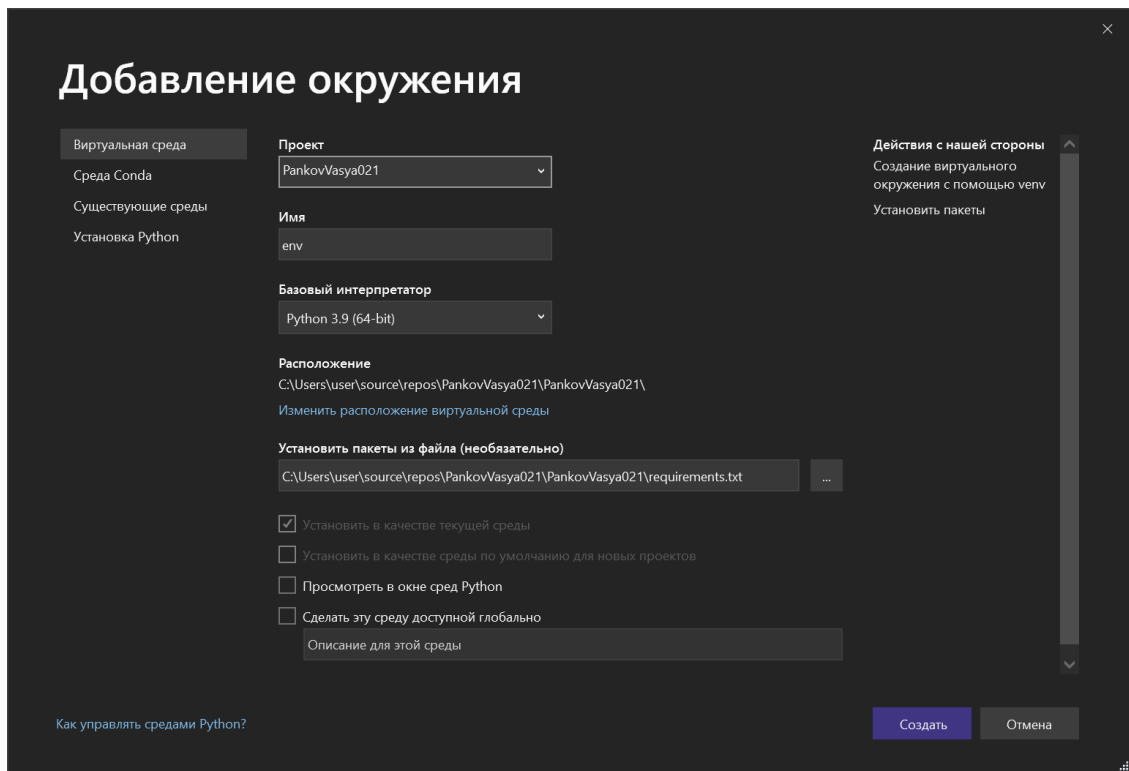 Добавление окружения
Виртуальная среда
Среда Conda
Существующие среды
Установка Python
Проект
PankovVasya021
Имя
env
Базовый интерпретатор
Python 3.9 (64-bit)
Расположение
C:\Users\user\source\repos\PankovVasya021\PankovVasya021\
Изменить расположение виртуальной среды
Установить пакеты из файла (необязательно)
C:\Users\user\source\repos\PankovVasya021\PankovVasya021\requirements.txt
...
Установить в качестве текущей среды
Установить в качестве среды по умолчанию для новых проектов
Просмотреть в окне сред Python
Сделать эту среду доступной глобально
Описание для этой среды
Действия с нашей стороны
Создание виртуального
окружения с помощью venv
Установить пакеты
Как управлять средами Python?
Создать
Отмена